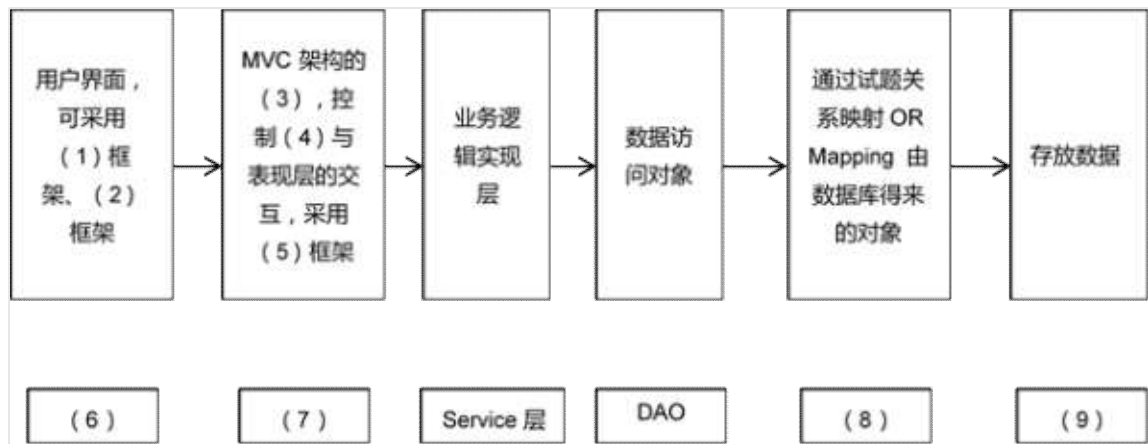 用户界面，
可采用
（1）框
架、（2）
框架
MVC 架构的
（3），控
制（4）与
表现层的交
互，采用
（5）框架
业务逻
辑实现
层
数据访
问对象
通过试题关
系映射 OR
Mapping 由
数据库得来
的对象
存放数据
（6）
（7）
Service 层
DAO
（8）
（9）